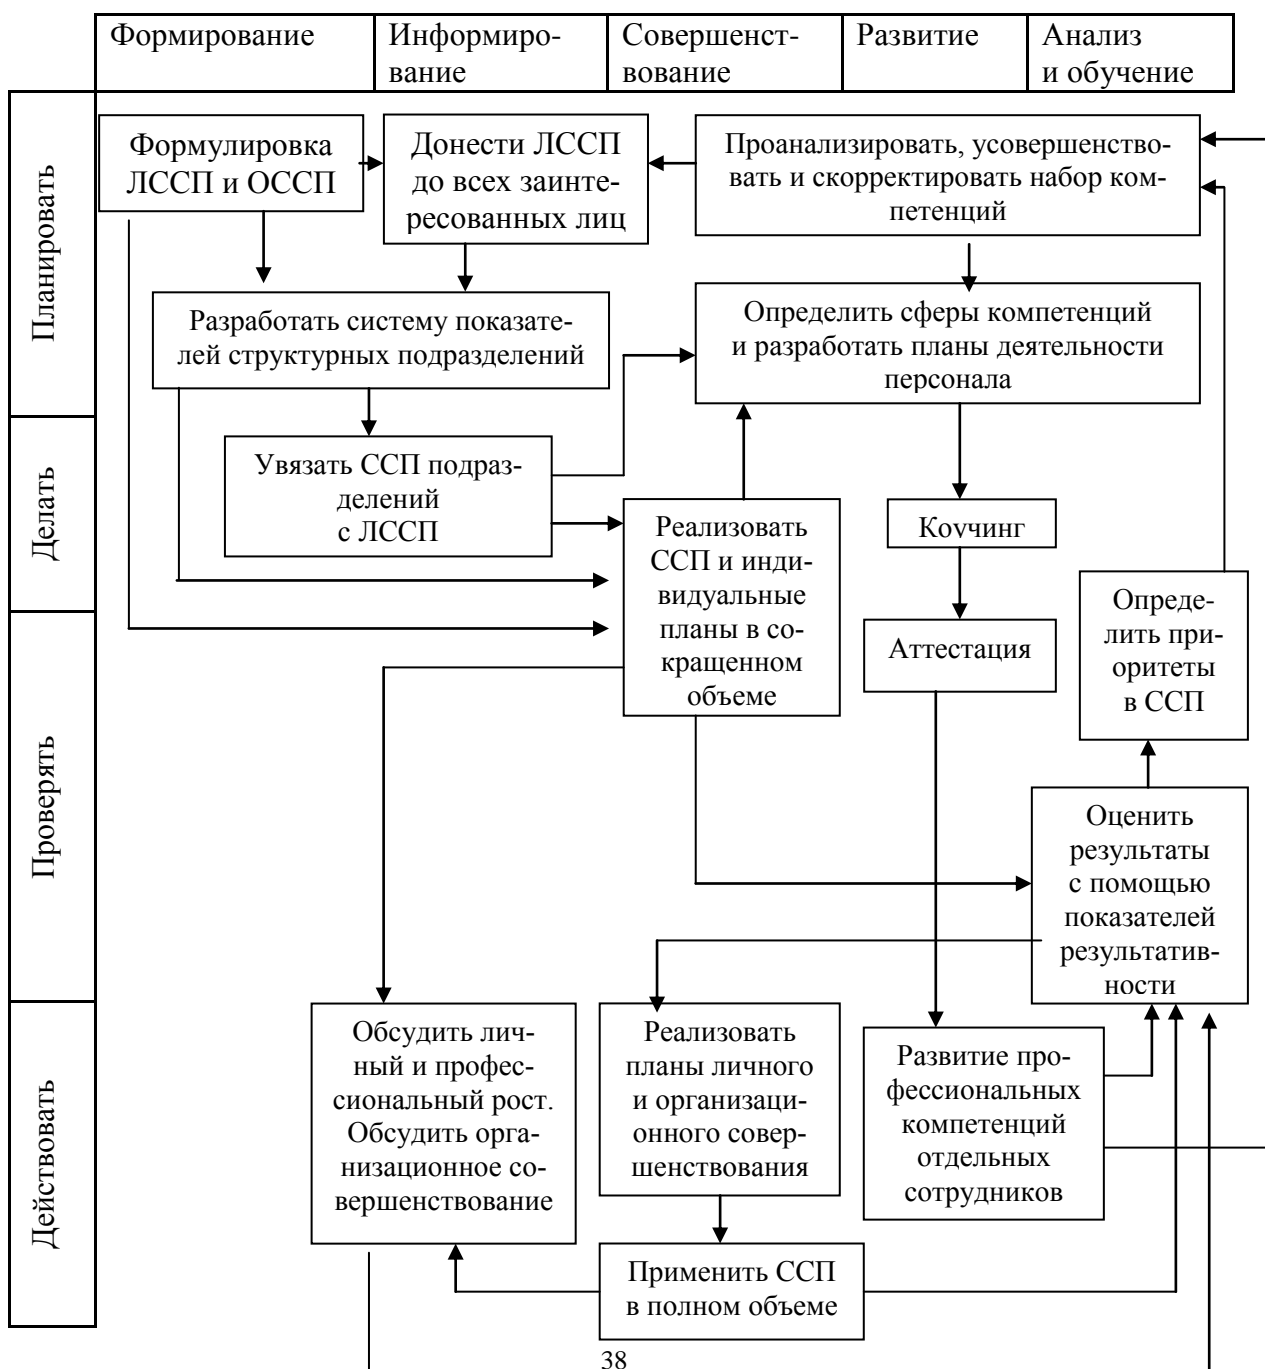 Формирование
Информиро-
вание
Совершенст-
вование
Развитие
Анализ
и обучение
Планировать
Делать
Проверять
Действовать
Формулировка
ЛССП и ОССП
Донести ЛССП
до всех заинте-
ресованных лиц
Проанализировать, усовершенство-
вать и скорректировать набор ком-
петенций
Разработать систему показате-
лей структурных подразделений
Определить сферы компетенций
и разработать планы деятельности
персонала
Увязать ССП подраз-
делений
с ЛССП
Реализовать
ССП и инди-
видуальные
планы в со-
кращенном
объеме
Коучинг
Аттестация
Опреде-
лить при-
оритеты
в ССП
Оценить
результаты
с помощью
показателей
результатив-
ности
Обсудить лич-
ный и профес-
сиональный рост.
Обсудить орга-
низационное со-
вершенствование
Реализовать
планы личного
и организаци-
онного совер-
шенствования
Развитие про-
фессиональных
компетенций
отдельных
сотрудников
Применить ССП
в полном объеме
38